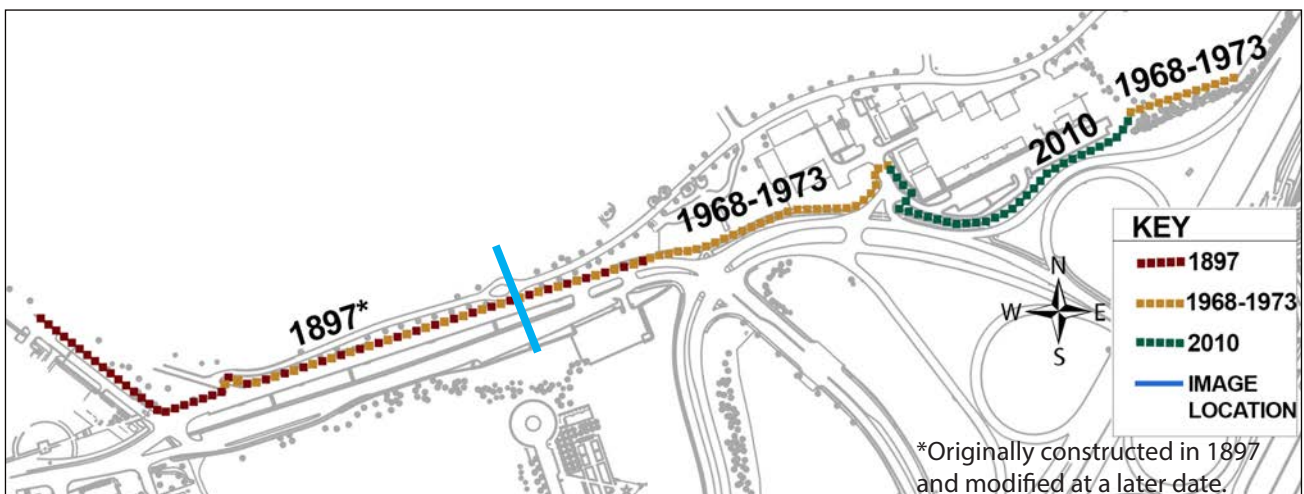 1968-1973
2010
1968-1973
1897*
KEY
1897
1968-1973
2010
IMAGE
LOCATION
N
W
E
S
*Originally constructed in 1897
and modified at a later date.